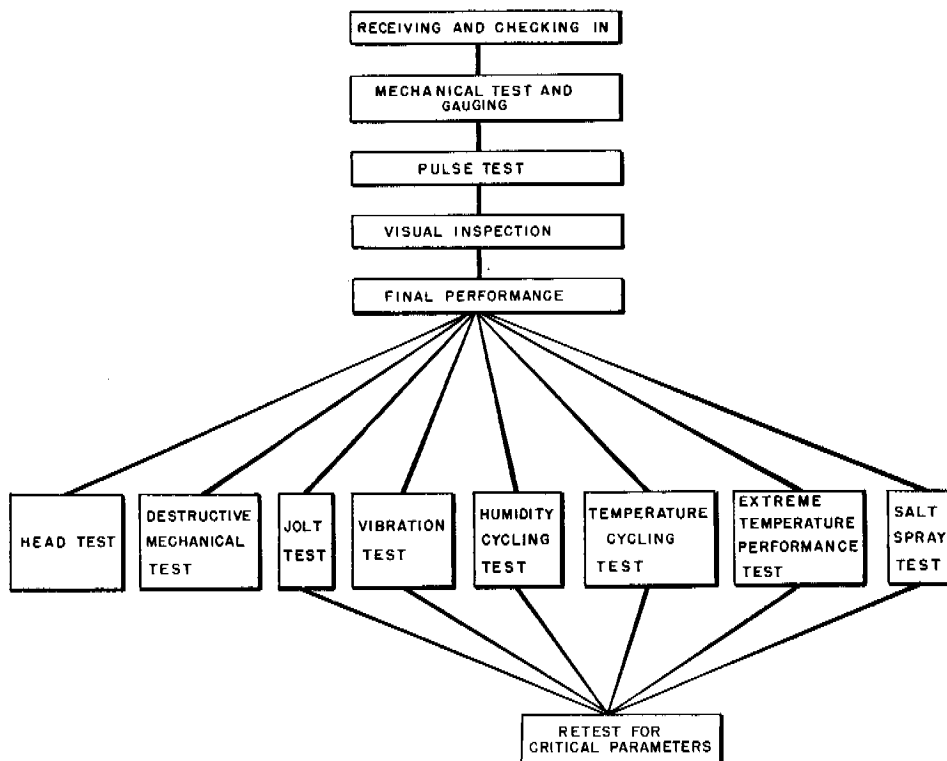 RECEIVING AND CHECKING IN
MECHANICAL TEST AND
GAUGING
PULSE TEST
VISUAL INSPECTION
FINAL PERFORMANCE
HEAD TEST
DESTRUCTIVE
MECHANICAL
TEST
JOLT
TEST
VIBRATION
TEST
HUMIDITY
CYCLING
TEST
TEMPERATURE
CYCLING
TEST
EXTREME
TEMPERATURE
PERFORMANCE
TEST
SALT
SPRAY
TEST
RETEST FOR
CRITICAL PARAMETERS